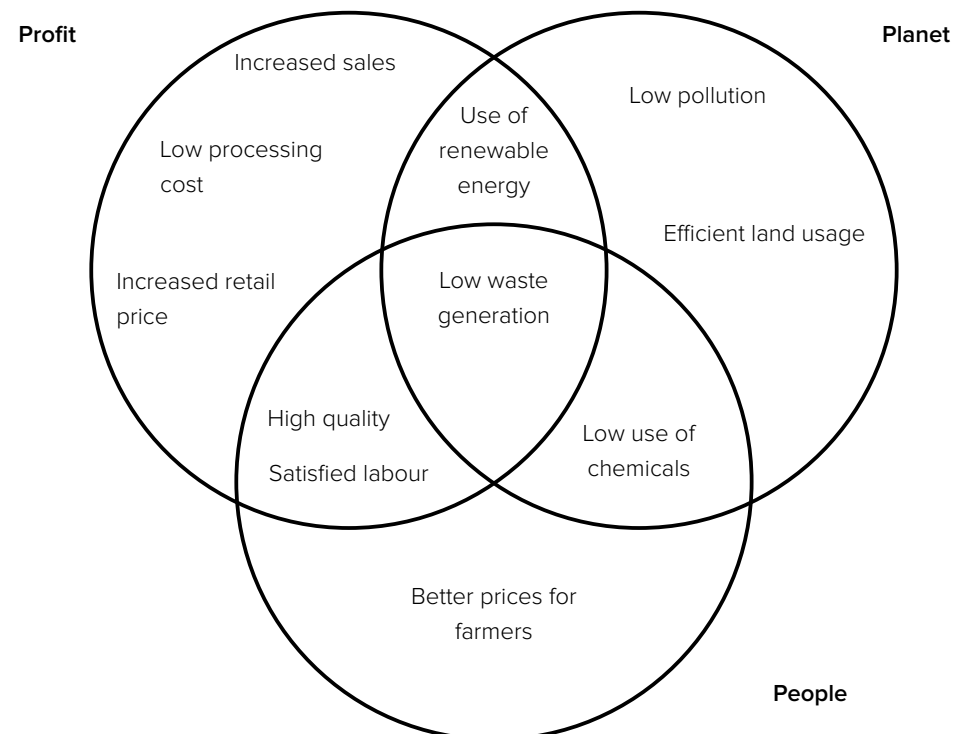 Profit
Planet
Increased sales
Low pollution
Use of
renewable
energy
Low processing
cost
Efficient land usage
Increased retail
price
Low waste
generation
High quality
Satisfied labour
Low use of
chemicals
Better prices for
farmers
People